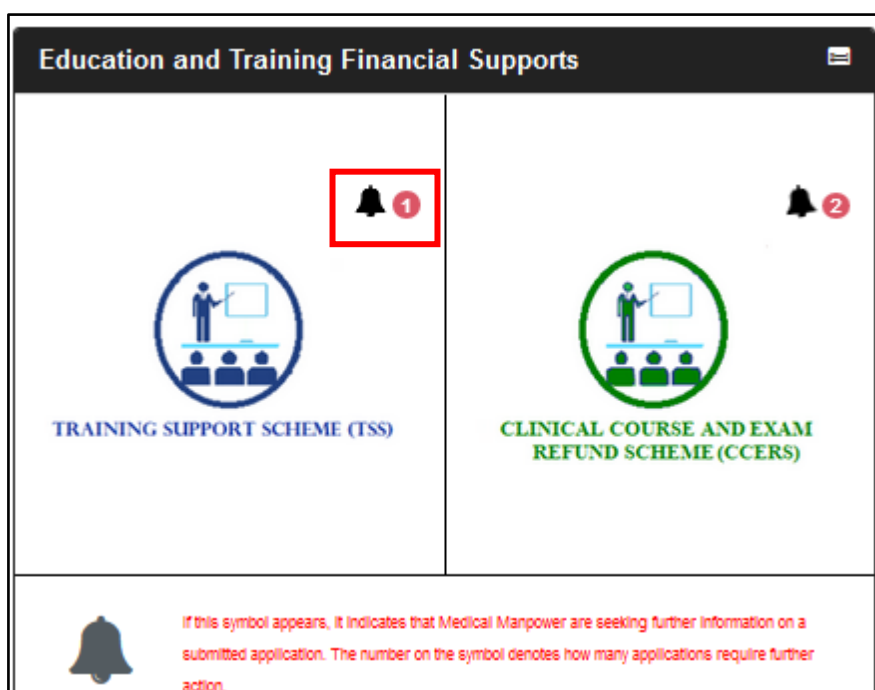 Education and Training Financial Supports
1
2
TRAINING SUPPORT SCHEME (TSS)
CLINICAL COURSE AND EXAM
REFUND SCHEME (CCERS)
If this symbol appears, it indicates that Medical Manpower are seeking further information on a
submitted application. The number on the symbol denotes how many applications require further
action.